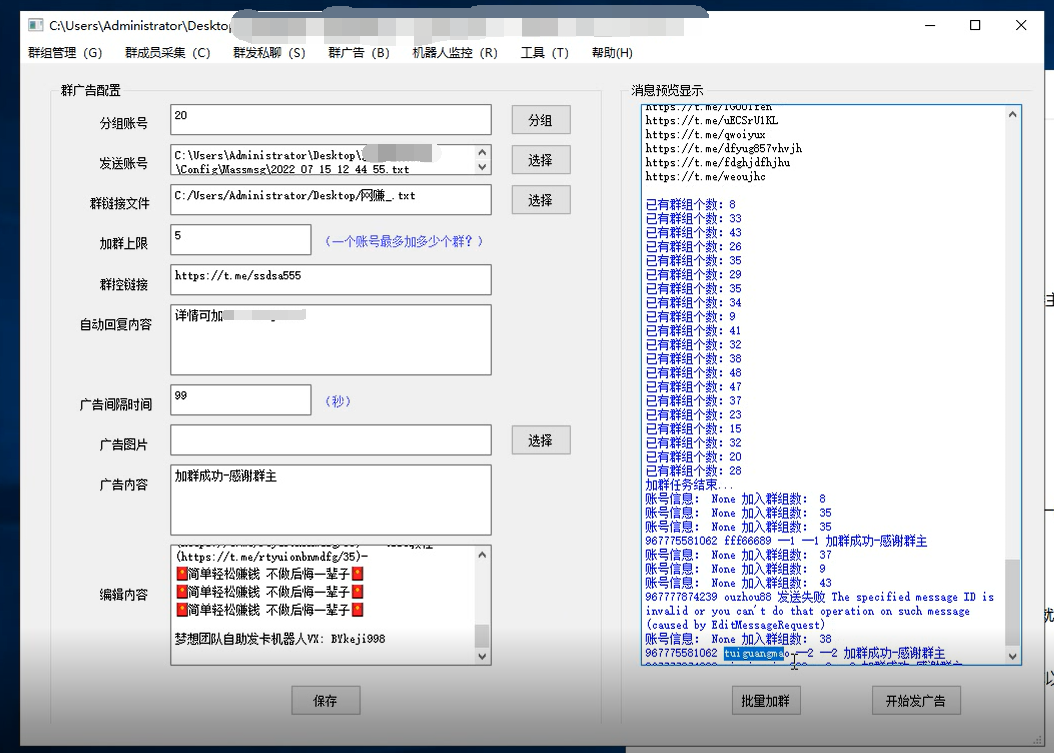 C:\Users\Administrator\Desktop
群组管理 (G) 群成员采集 (C) 群发私聊 (S) 群广告 (B) 机器人监控 (R) 工具 (T) 帮助(H)
群广告配置
分组账号 20 分组
发送账号 C:\Users\Administrator\Desktop\
\Config\Massmsg\2022_07_15_12_44_55.txt 选择
群链接文件 C:/Users/Administrator/Desktop/网赚_.txt 选择
加群上限 5 (一个账号最多加多少个群?)
群控链接 https://t.me/ssdsa555
自动回复内容 详情可加
广告间隔时间 99 (秒)
广告图片 选择
广告内容 加群成功-感谢群主
编辑内容
(https://t.me/rtyuionbnmdfg/35)-
🧧简单轻松赚钱 不做后悔一辈子🧧
🧧简单轻松赚钱 不做后悔一辈子🧧
🧧简单轻松赚钱 不做后悔一辈子🧧
梦想团队自助发卡机器人VX: BYkeji998
保存
消息预览显示
https://t.me/uECSrU1KL
https://t.me/qwoiyux
https://t.me/dfyug857vhvjh
https://t.me/fdghjdfhjhu
https://t.me/weoujhc
已有群组个数: 8
已有群组个数: 33
已有群组个数: 43
已有群组个数: 26
已有群组个数: 35
已有群组个数: 29
已有群组个数: 35
已有群组个数: 34
已有群组个数: 9
已有群组个数: 41
已有群组个数: 32
已有群组个数: 38
已有群组个数: 48
已有群组个数: 47
已有群组个数: 37
已有群组个数: 23
已有群组个数: 15
已有群组个数: 32
已有群组个数: 20
已有群组个数: 28
加群任务结束...
账号信息: None 加入群组数: 8
账号信息: None 加入群组数: 35
账号信息: None 加入群组数: 35
967775581062 fff66689 —1 —1 加群成功-感谢群主
账号信息: None 加入群组数: 37
账号信息: None 加入群组数: 9
账号信息: None 加入群组数: 43
967777874239 ouzhou88 发送失败 The specified message ID is
invalid or you can't do that operation on such message
(caused by EditMessageRequest)
账号信息: None 加入群组数: 38
967775581062 tuiguangmao —2 —2 加群成功-感谢群主
批量加群 开始发广告